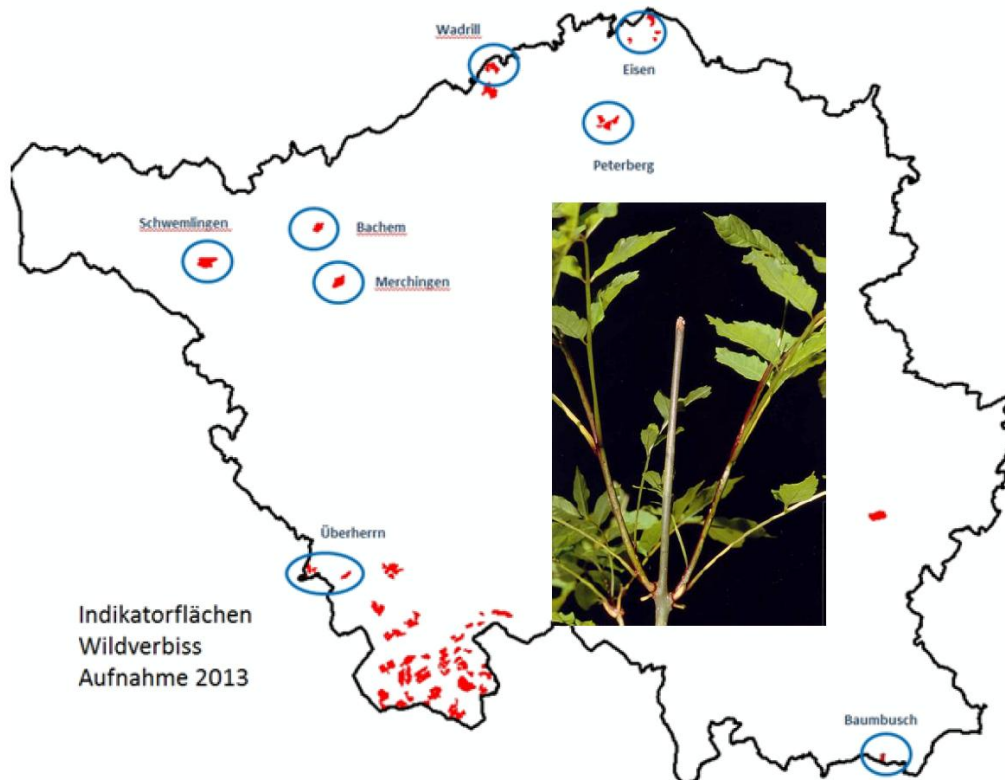 Wadrill
Eisen
Peterberg
Schwemlingen
Bachem
Merchingen
Überherrn
Indikatorflächen
Wildverbiss
Aufnahme 2013
Baumbusch